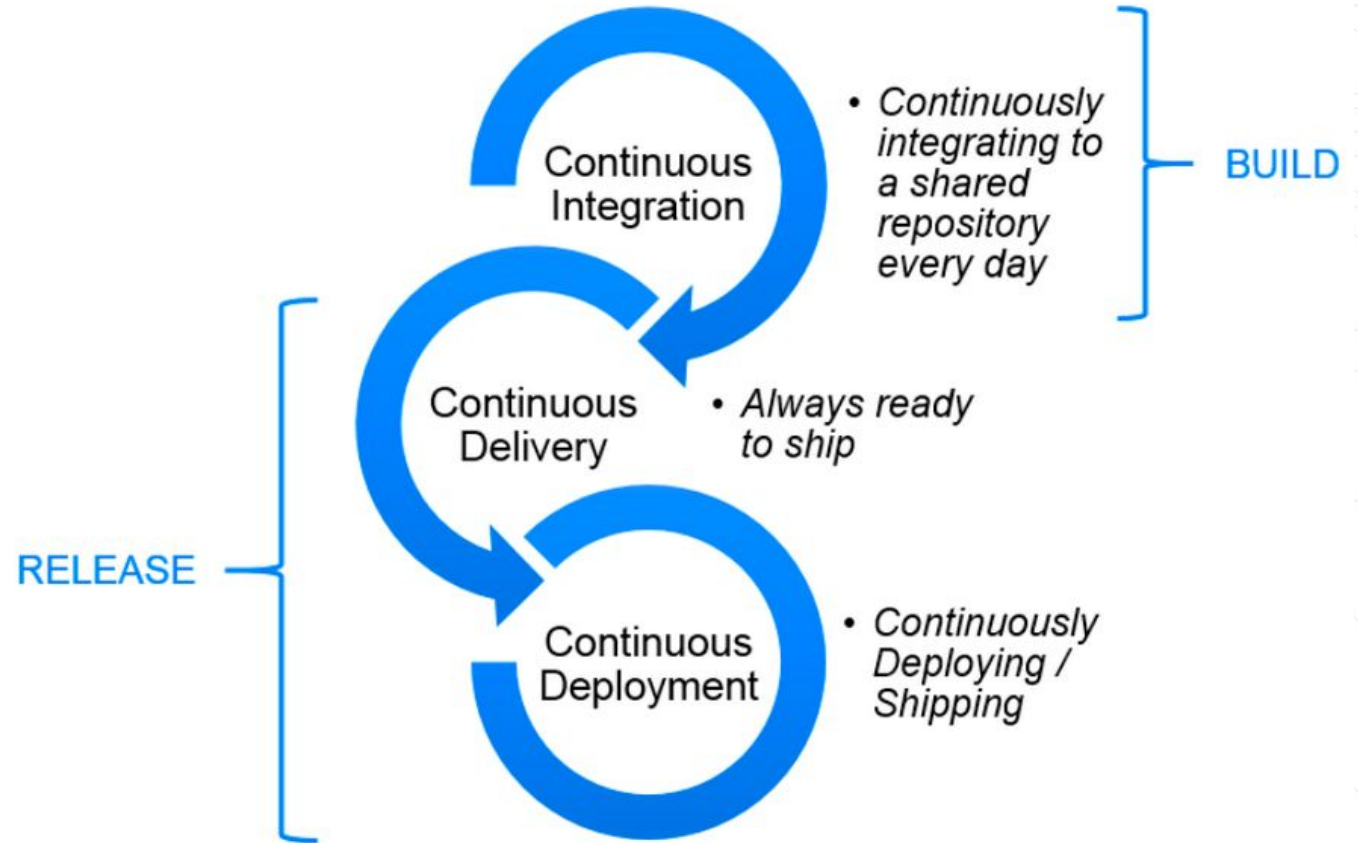 Continuous
Integration
• Continuously
integrating to
a shared
repository
every day
BUILD
Continuous
Delivery
• Always ready
to ship
RELEASE
Continuous
Deployment
• Continuously
Deploying /
Shipping